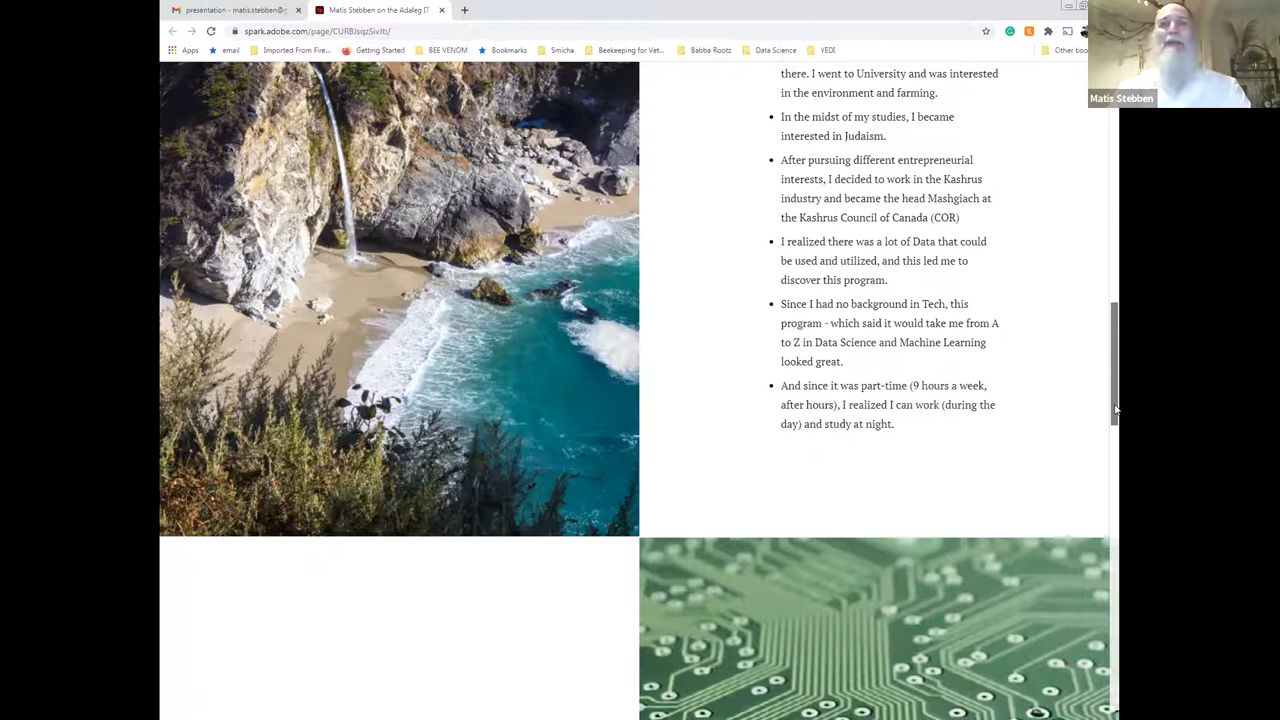 presentation - matis.stebben@g
Matis Stebben on the Adaleg IT
spark.adobe.com/page/CURBJsqzSivJb/
Apps
email
Imported From Fire...
Getting Started
BEE VENOM
Bookmarks
Smicha
Beekeeping for Vet...
Babba Rootz
Data Science
YEDI
Other boo
Matis Stebben
there. I went to University and was interested
in the environment and farming.
In the midst of my studies, I became
interested in Judaism.
After pursuing different entrepreneurial
interests, I decided to work in the Kashrus
industry and became the head Mashgiach at
the Kashrus Council of Canada (COR)
I realized there was a lot of Data that could
be used and utilized, and this led me to
discover this program.
Since I had no background in Tech, this
program - which said it would take me from A
to Z in Data Science and Machine Learning
looked great.
And since it was part-time (9 hours a week,
after hours), I realized I can work (during the
day) and study at night.